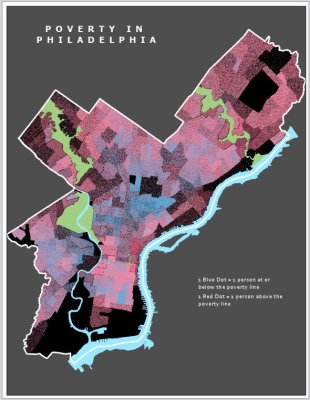 POVERTY IN
PHILADELPHIA
1 Blue Dot = 1 person at or
below the poverty line
1 Red Dot = 1 person above the
poverty line